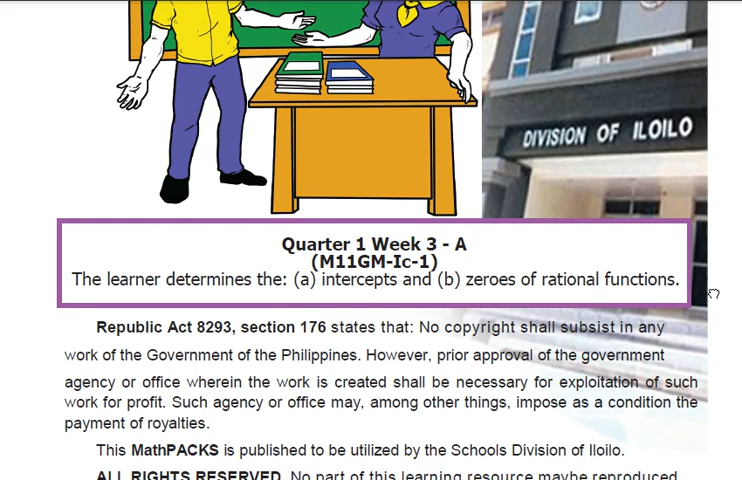 DIVISION OF ILOILO
Quarter 1 Week 3 - A
(M11GM-Ic-1)
The learner determines the: (a) intercepts and (b) zeroes of rational functions.
Republic Act 8293, section 176 states that: No copyright shall subsist in any
work of the Government of the Philippines. However, prior approval of the government
agency or office wherein the work is created shall be necessary for exploitation of such
work for profit. Such agency or office may, among other things, impose as a condition the
payment of royalties.
This MathPACKS is published to be utilized by the Schools Division of Iloilo.
ALL RIGHTS RESERVED. No part of this learning resource maybe reproduced